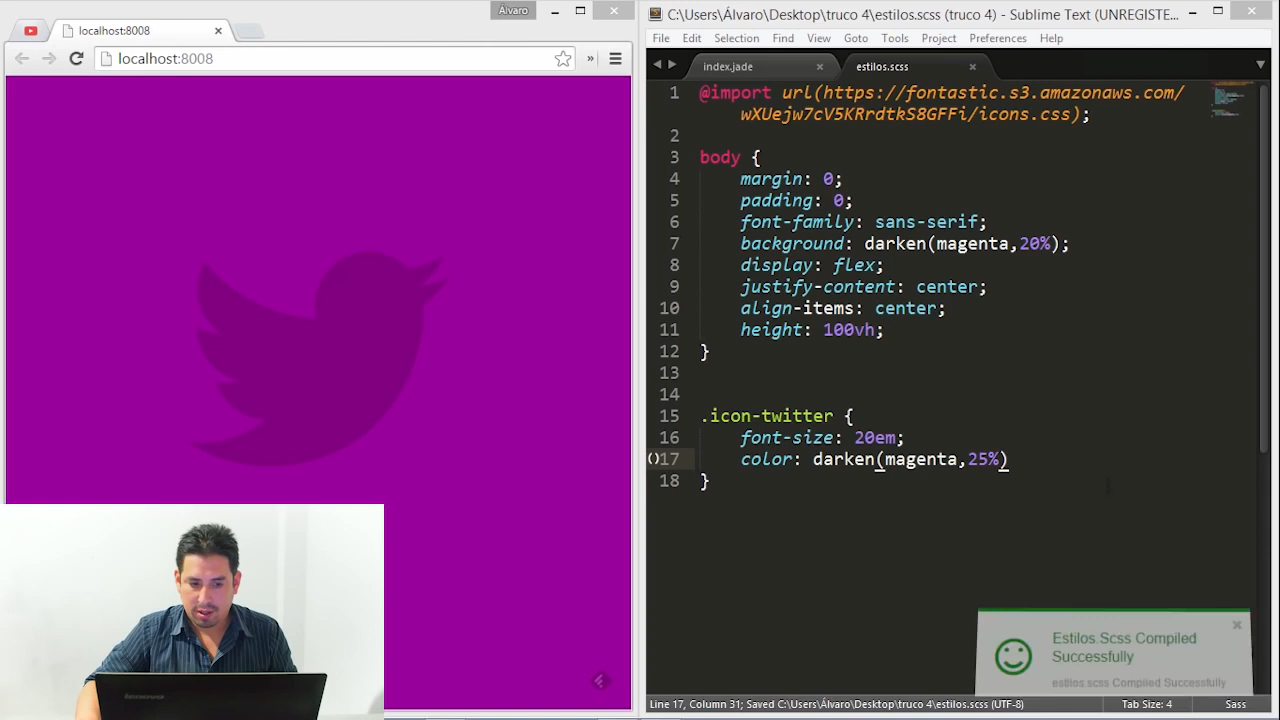 Álvaro
localhost:8008
localhost:8008
»
C:\Users\Álvaro\Desktop\truco 4\estilos.scss (truco 4) - Sublime Text (UNREGISTE...
File Edit Selection Find View Goto Tools Project Preferences Help
index.jade
estilos.scss
1 @import url(https://fontastic.s3.amazonaws.com/
wXUejw7cV5KRrdtkS8GFFi/icons.css);
2
3 body {
4 margin: 0;
5 padding: 0;
6 font-family: sans-serif;
7 background: darken(magenta,20%);
8 display: flex;
9 justify-content: center;
10 align-items: center;
11 height: 100vh;
12 }
13
14
15 .icon-twitter {
16 font-size: 20em;
17 color: darken(magenta,25%)
18 }
Estilos.Scss Compiled
Successfully
estilos.scss Compiled Successfully
Line 17, Column 31; Saved C:\Users\Álvaro\Desktop\truco 4\estilos.scss (UTF-8)
Tab Size: 4
Sass